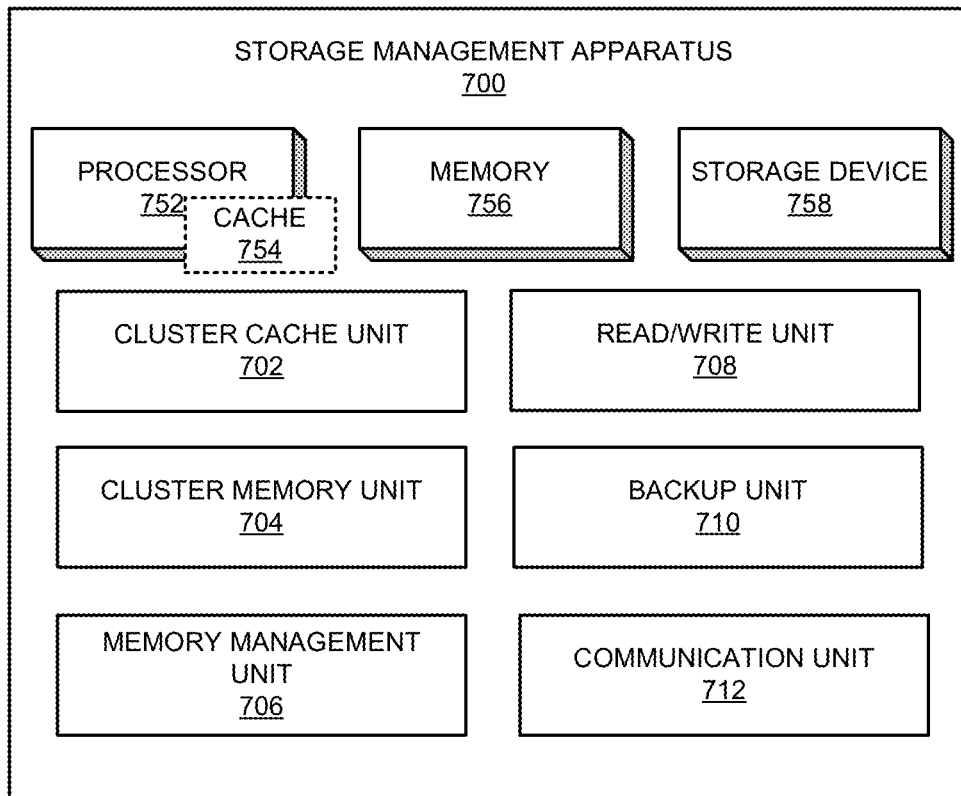 STORAGE MANAGEMENT APPARATUS
700
PROCESSOR
752
CACHE
754
MEMORY
756
STORAGE DEVICE
758
CLUSTER CACHE UNIT
702
READ/WRITE UNIT
708
CLUSTER MEMORY UNIT
704
BACKUP UNIT
710
MEMORY MANAGEMENT
UNIT
706
COMMUNICATION UNIT
712